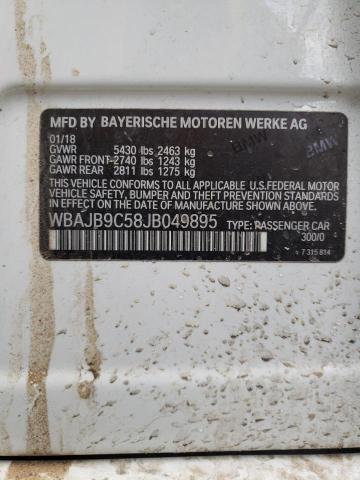 MFD BY BAYERISCHE MOTOREN WERKE AG
01/18
GVWR 5430 lbs 2463 kg
GAWR FRONT 2740 lbs 1243 kg
GAWR REAR 2811 lbs 1275 kg
THIS VEHICLE CONFORMS TO ALL APPLICABLE U.S.FEDERAL MOTOR
VEHICLE SAFETY, BUMPER, AND THEFT PREVENTION STANDARDS
IN EFFECT ON THE DATE OF MANUFACTURE SHOWN ABOVE.
WBAJB9C58JB049895 TYPE: PASSENGER CAR
300/0
7 315 814
BMW
BMW